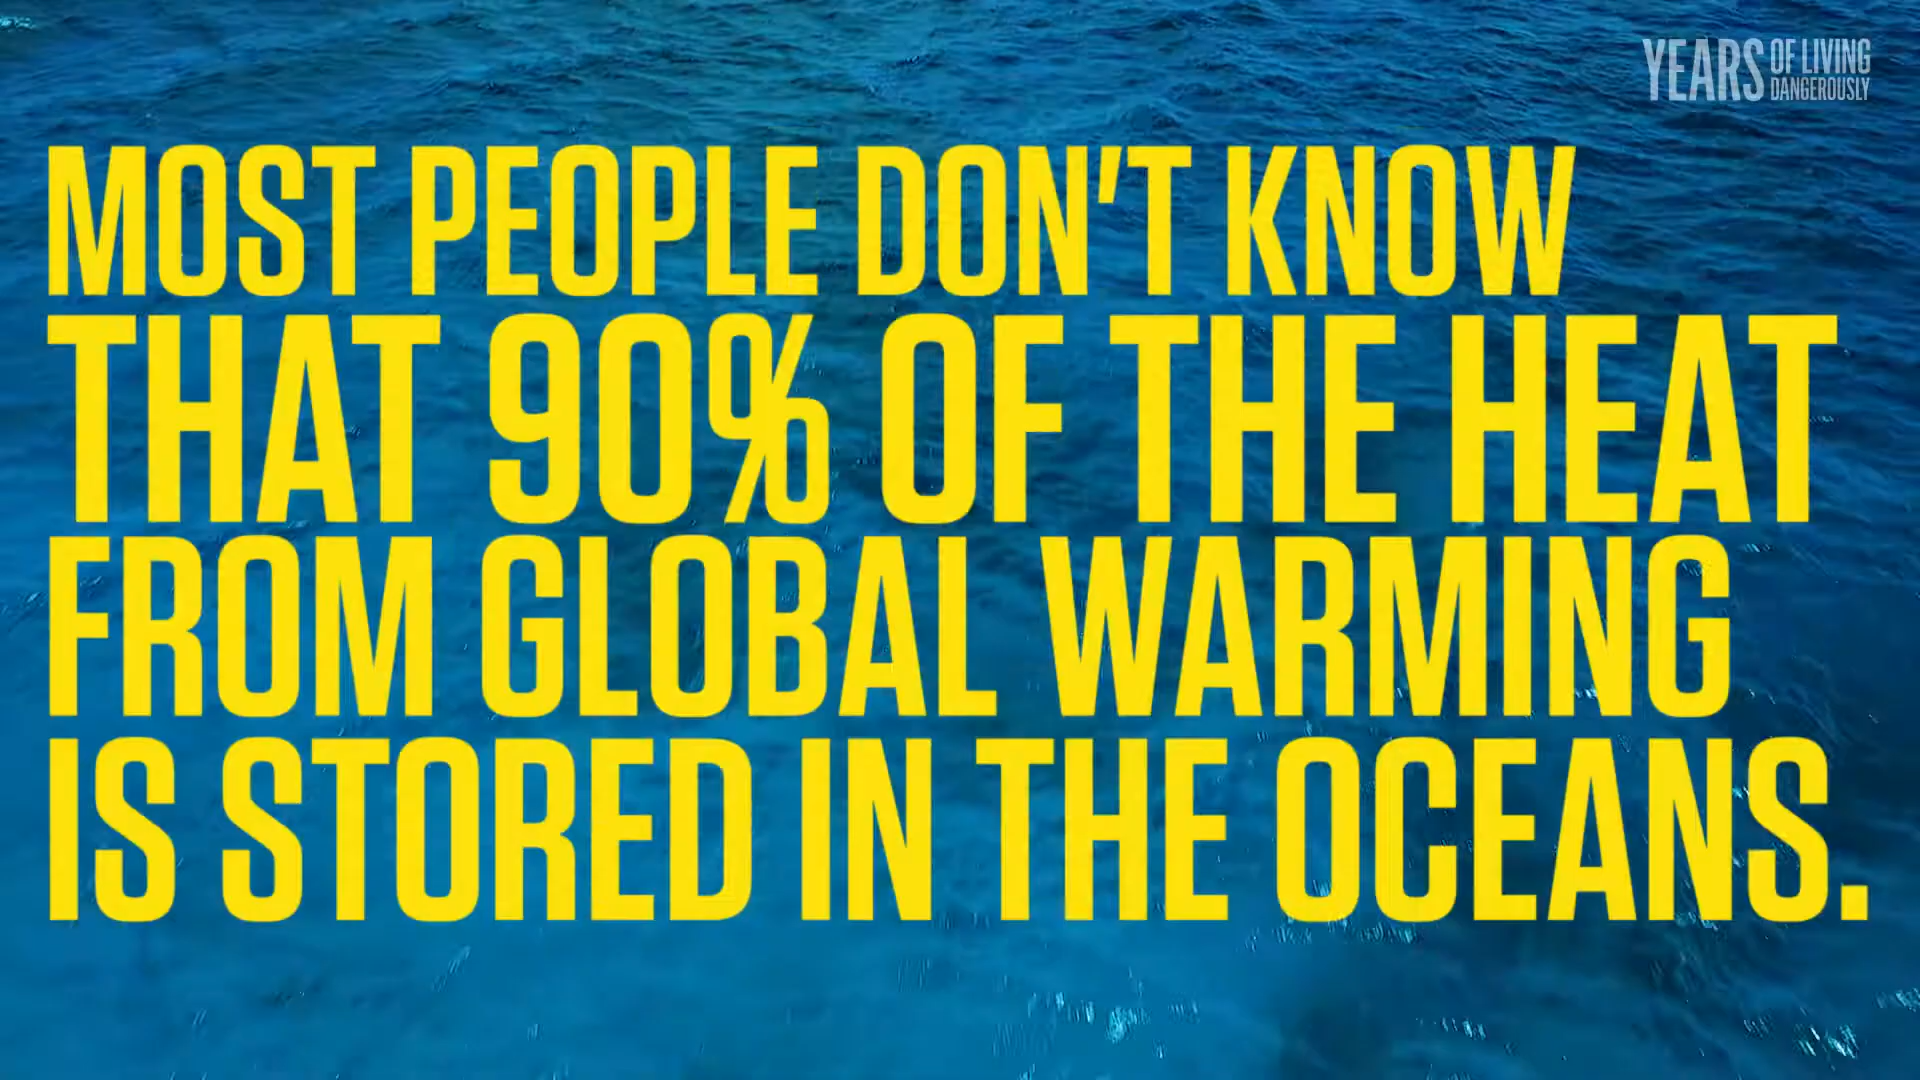 YEARS OF LIVING DANGEROUSLY
MOST PEOPLE DON'T KNOW
THAT 90% OF THE HEAT
FROM GLOBAL WARMING
IS STORED IN THE OCEANS.